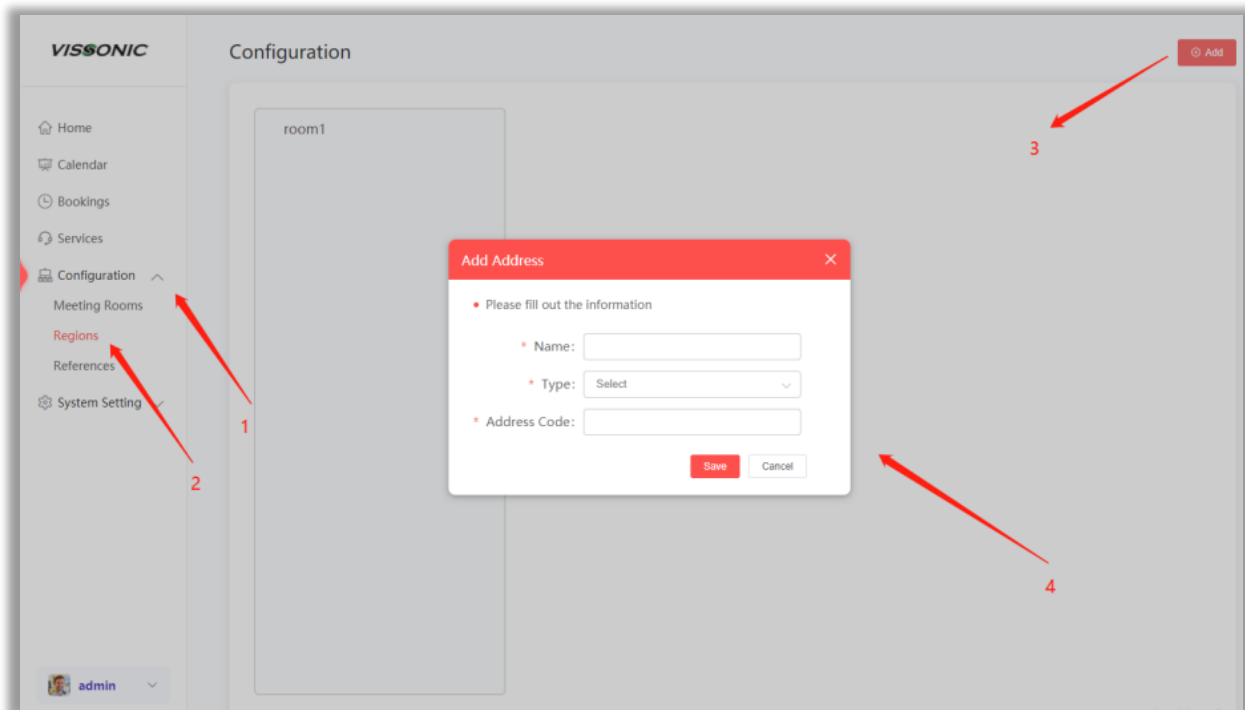 VISSONIC
Configuration
Add
Home
Calendar
Bookings
Services
Configuration
Meeting Rooms
Regions
References
System Setting
admin
room1
Add Address
Please fill out the information
* Name:
* Type: Select
* Address Code:
Save Cancel
1
2
3
4